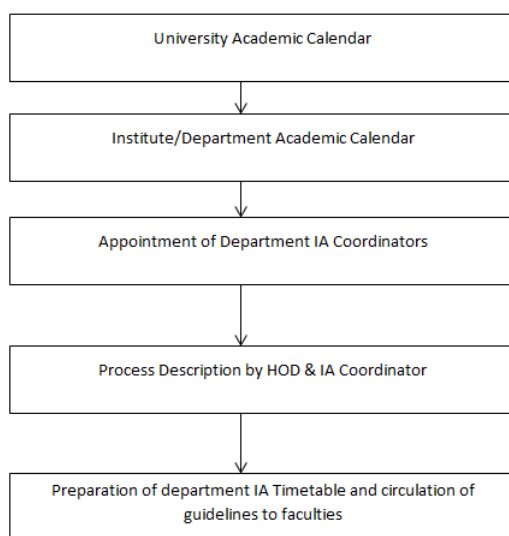 University Academic Calendar
Institute/Department Academic Calendar
Appointment of Department IA Coordinators
Process Description by HOD & IA Coordinator
Preparation of department IA Timetable and circulation of
guidelines to faculties